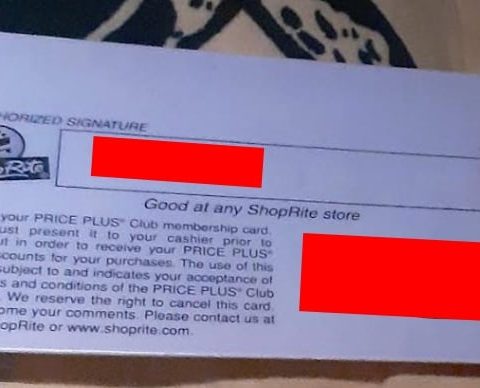 HORIZED SIGNATURE
pRite
Good at any ShopRite store
your PRICE PLUS® Club membership card.
ust present it to your cashier prior to
ut in order to receive your PRICE PLUS®
counts for your purchases. The use of this
subject to and indicates your acceptance of
s and conditions of the PRICE PLUS® Club
. We reserve the right to cancel this card.
ome your comments. Please contact us at
opRite or www.shoprite.com.